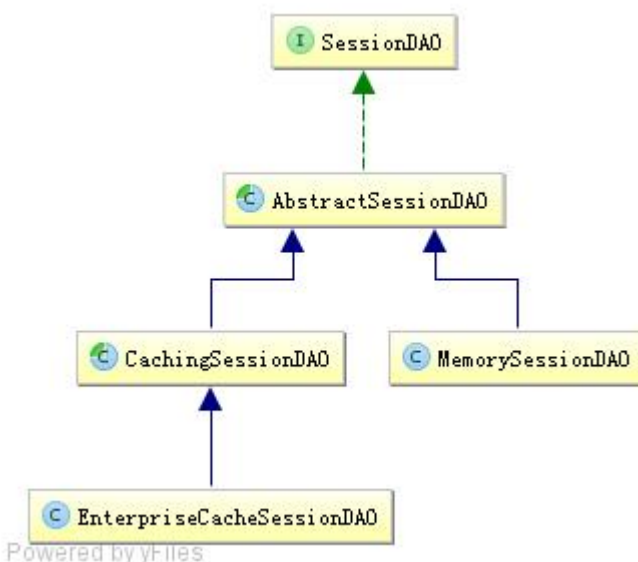 I SessionDAO
C AbstractSessionDAO
C CachingSessionDAO
C MemorySessionDAO
C EnterpriseCacheSessionDAO
Powered by yFiles